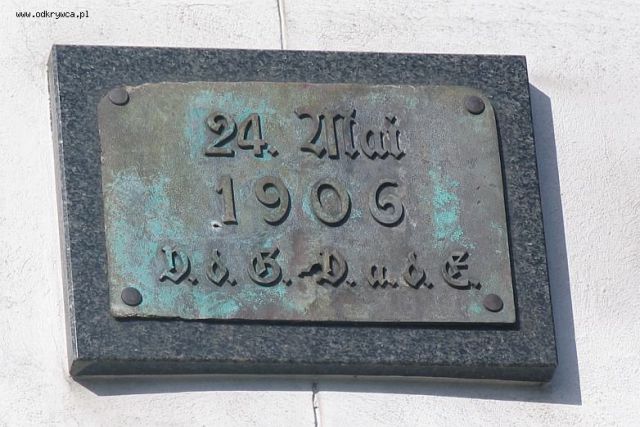 www.odkrywca.pl
24. Mai
1906
V. d. G.-V. u. d. E.